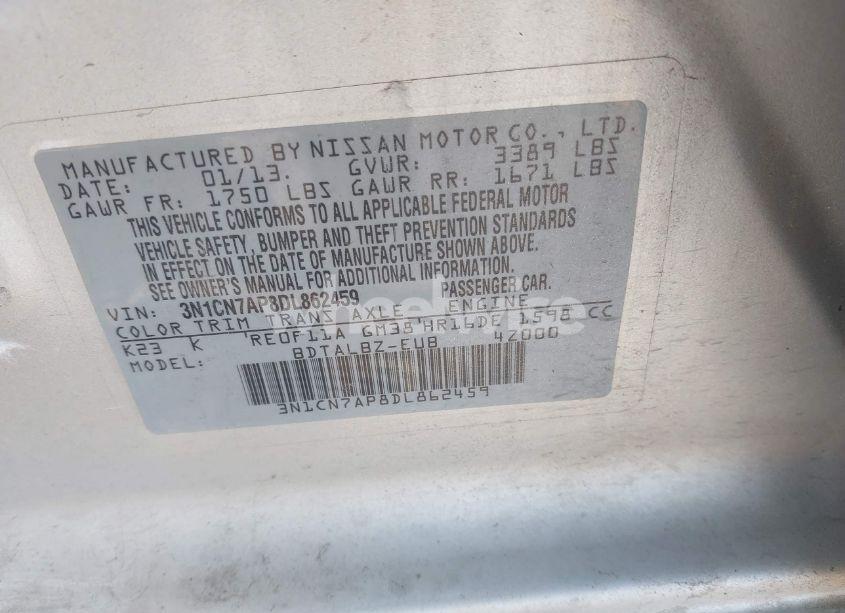 MANUFACTURED BY NISSAN MOTOR CO., LTD.
DATE: 01/13. GVWR: 3389 LBS
GAWR FR: 1750 LBS GAWR RR: 1671 LBS
THIS VEHICLE CONFORMS TO ALL APPLICABLE FEDERAL MOTOR
VEHICLE SAFETY, BUMPER AND THEFT PREVENTION STANDARDS
IN EFFECT ON THE DATE OF MANUFACTURE SHOWN ABOVE.
SEE OWNER'S MANUAL FOR ADDITIONAL INFORMATION.
VIN: 3N1CN7AP8DL862459 PASSENGER CAR.
COLOR TRIM TRANS AXLE ENGINE
K23 K RE0F11A GM38 HR16DE 1598 CC
MODEL: BDTALBZ-EUB 4Z000
3N1CN7AP8DL862459